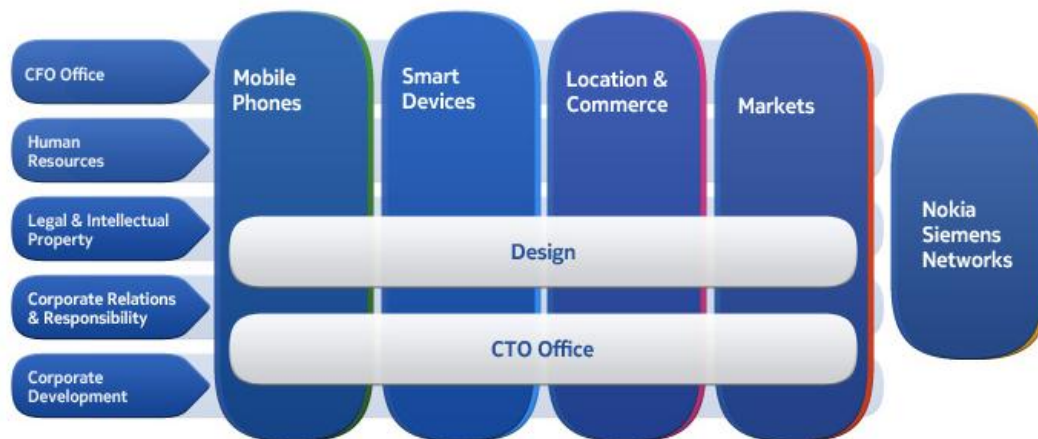 CFO Office
Human
Resources
Legal & Intellectual
Property
Corporate Relations
& Responsibility
Corporate
Development
Mobile
Phones
Smart
Devices
Location &
Commerce
Markets
Design
CTO Office
Nokia
Siemens
Networks